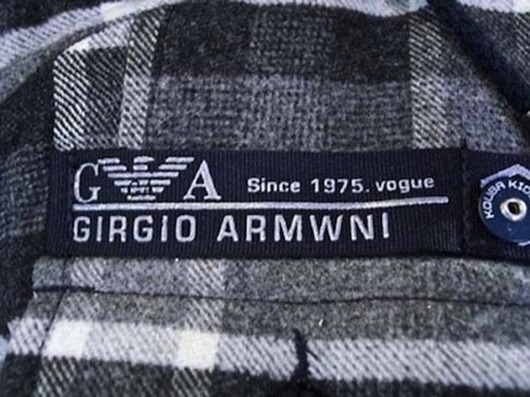 G A Since 1975. vogue
GIRGIO ARMWNI